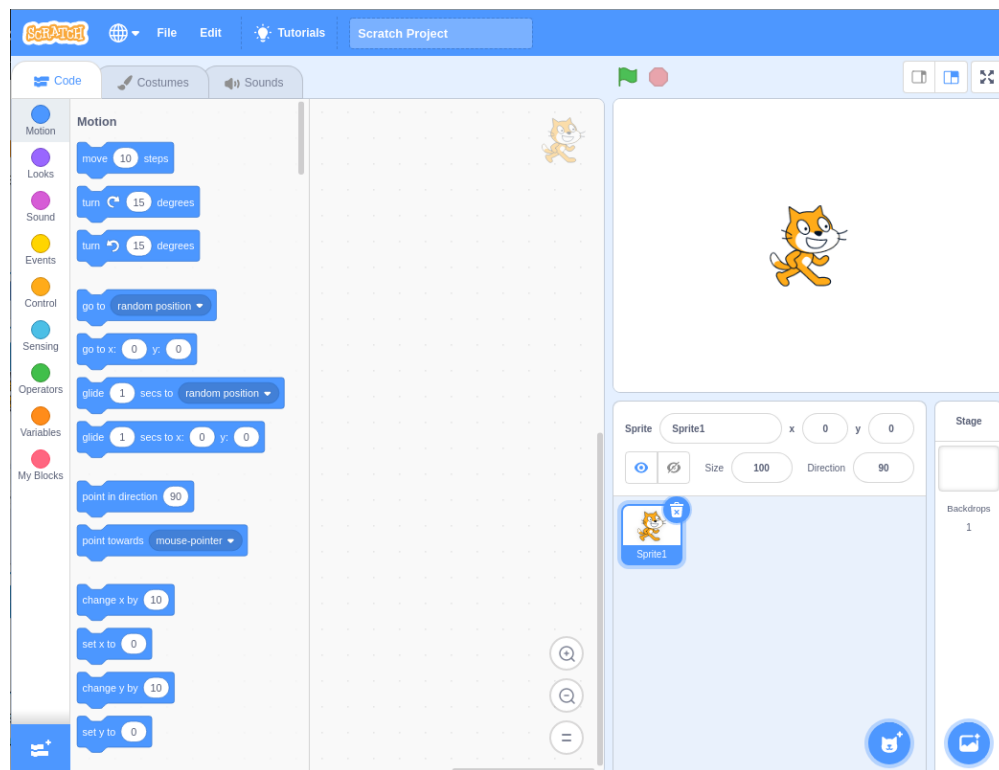 SCRATCH File Edit Tutorials Scratch Project
Code Costumes Sounds
Motion
Looks
Sound
Events
Control
Sensing
Operators
Variables
My Blocks
Motion
move 10 steps
turn 15 degrees
turn 15 degrees
go to random position
go to x: 0 y: 0
glide 1 secs to random position
glide 1 secs to x: 0 y: 0
point in direction 90
point towards mouse-pointer
change x by 10
set x to 0
change y by 10
set y to 0
Sprite Sprite1 x 0 y 0
Size 100 Direction 90
Sprite1
Stage
Backdrops
1